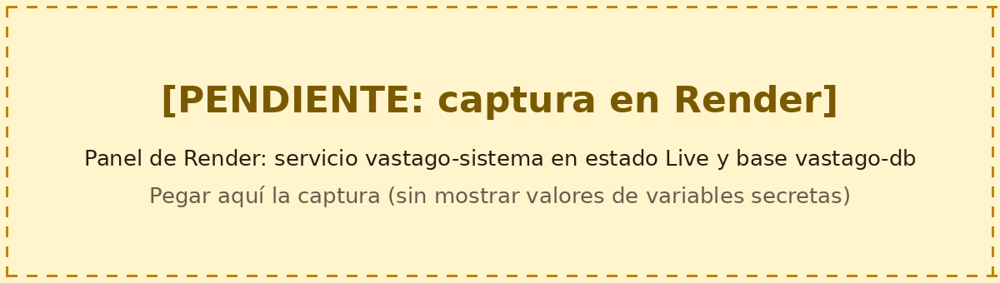 [PENDIENTE: captura en Render]
Panel de Render: servicio vastago-sistema en estado Live y base vastago-db
Pegar aquí la captura (sin mostrar valores de variables secretas)